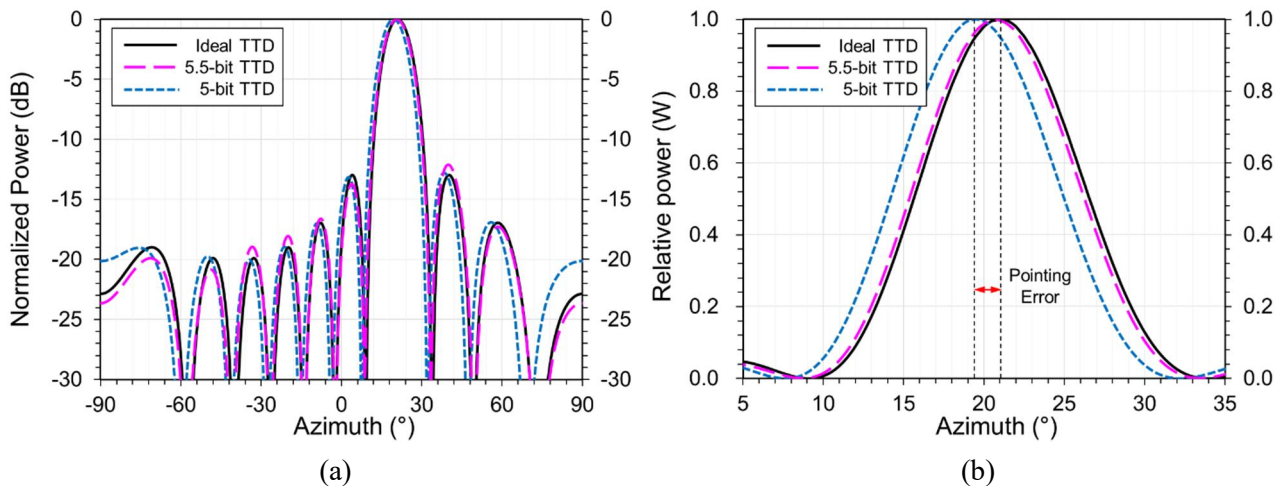 Ideal TTD
5.5-bit TTD
5-bit TTD
Normalized Power (dB)
0
-5
-10
-15
-20
-25
-30
0
-5
-10
-15
-20
-25
-30
-90
-60
-30
0
30
60
90
Azimuth (°)
(a)
Ideal TTD
5.5-bit TTD
5-bit TTD
Relative power (W)
1.0
0.8
0.6
0.4
0.2
0.0
1.0
0.8
0.6
0.4
0.2
0.0
Pointing
Error
5
10
15
20
25
30
35
Azimuth (°)
(b)